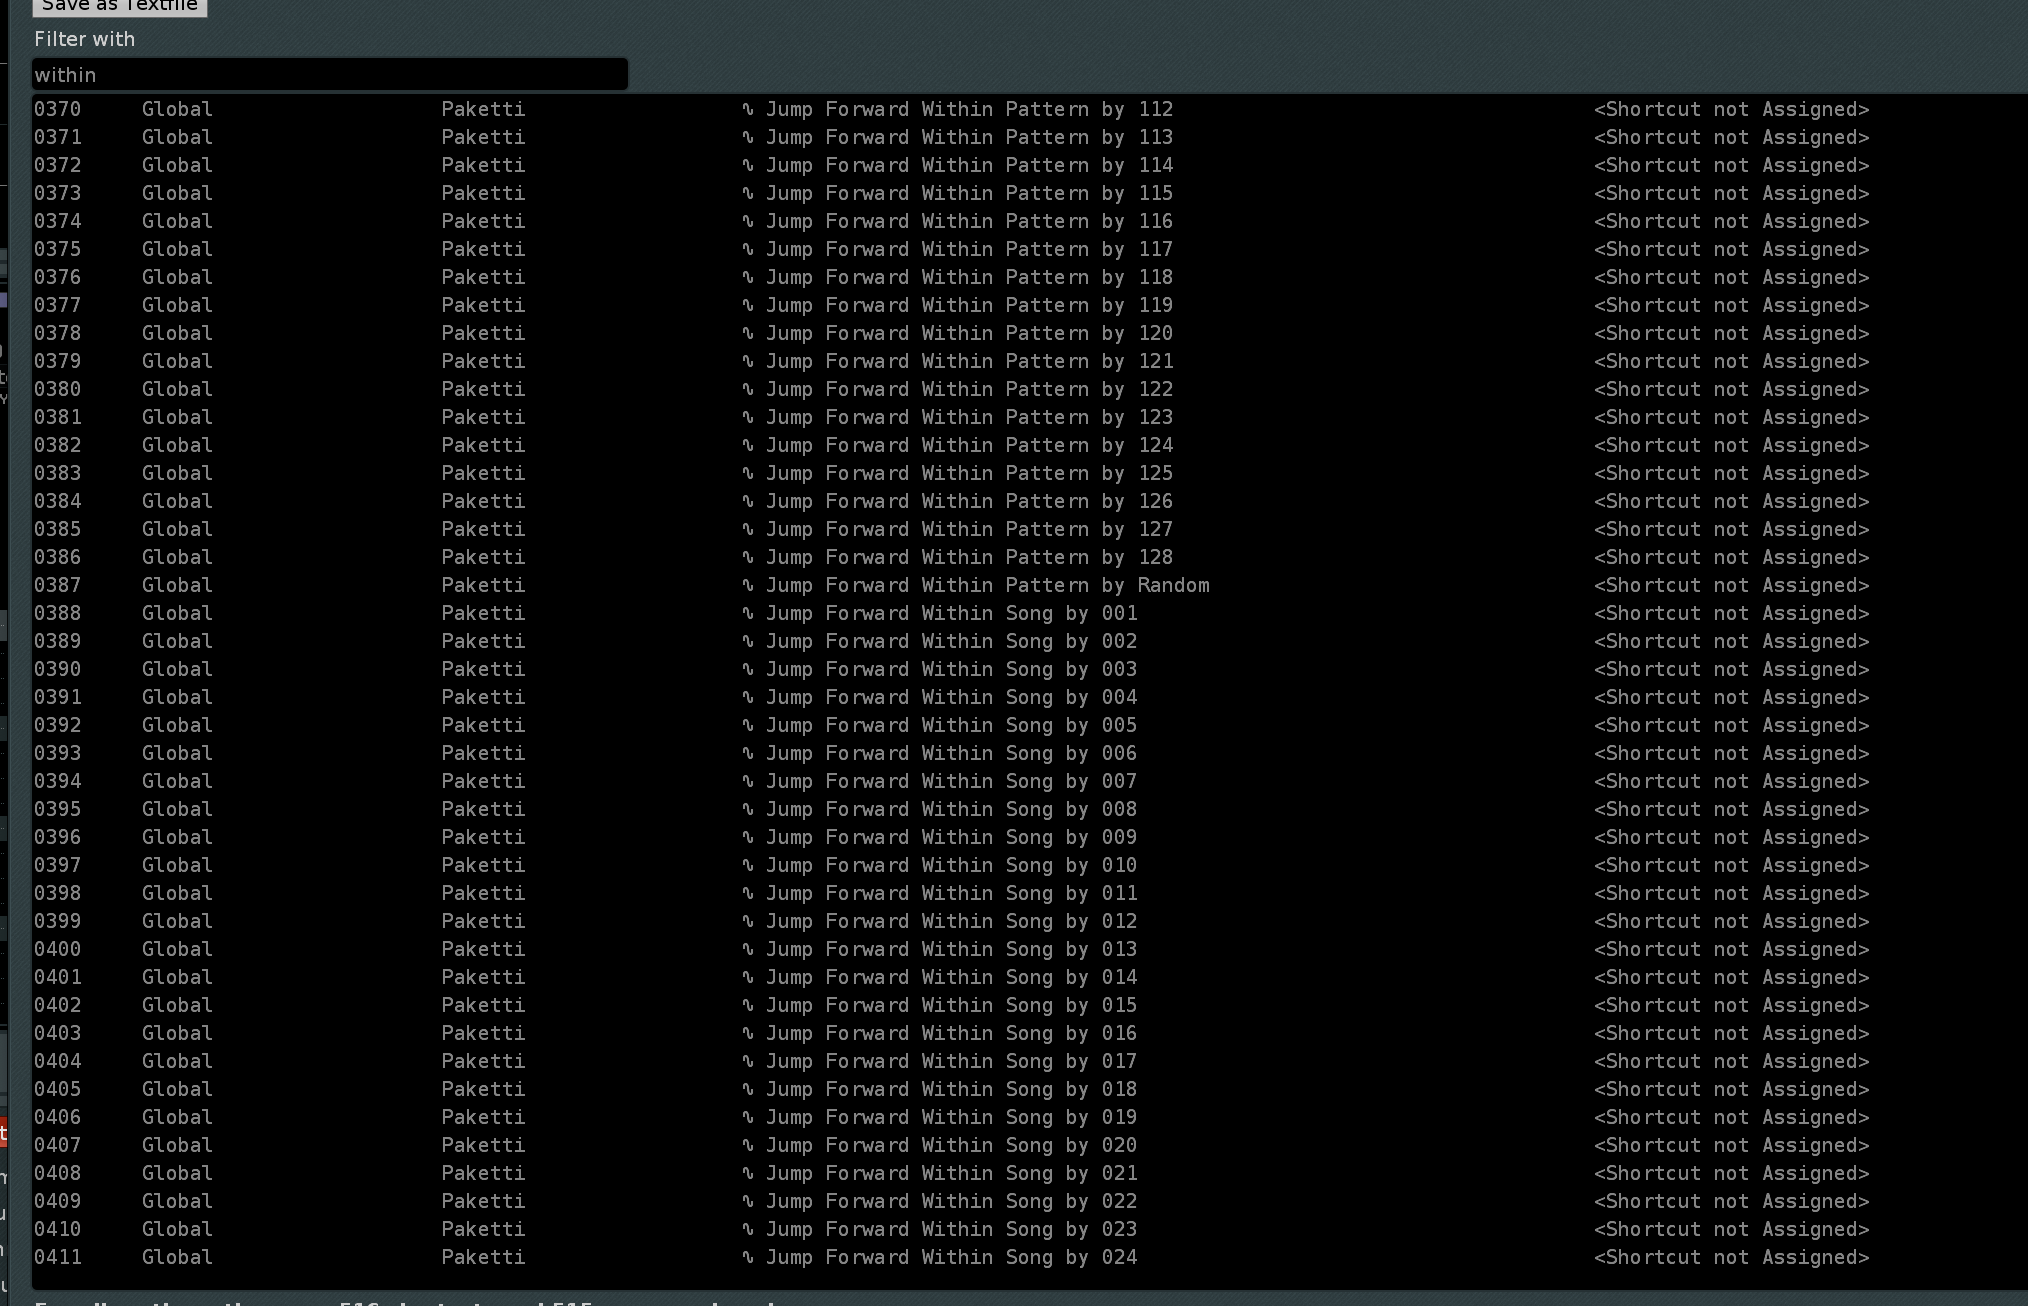 Save as Textfile
Filter with
within
0370 Global Paketti ∿ Jump Forward Within Pattern by 112 <Shortcut not Assigned>
0371 Global Paketti ∿ Jump Forward Within Pattern by 113 <Shortcut not Assigned>
0372 Global Paketti ∿ Jump Forward Within Pattern by 114 <Shortcut not Assigned>
0373 Global Paketti ∿ Jump Forward Within Pattern by 115 <Shortcut not Assigned>
0374 Global Paketti ∿ Jump Forward Within Pattern by 116 <Shortcut not Assigned>
0375 Global Paketti ∿ Jump Forward Within Pattern by 117 <Shortcut not Assigned>
0376 Global Paketti ∿ Jump Forward Within Pattern by 118 <Shortcut not Assigned>
0377 Global Paketti ∿ Jump Forward Within Pattern by 119 <Shortcut not Assigned>
0378 Global Paketti ∿ Jump Forward Within Pattern by 120 <Shortcut not Assigned>
0379 Global Paketti ∿ Jump Forward Within Pattern by 121 <Shortcut not Assigned>
0380 Global Paketti ∿ Jump Forward Within Pattern by 122 <Shortcut not Assigned>
0381 Global Paketti ∿ Jump Forward Within Pattern by 123 <Shortcut not Assigned>
0382 Global Paketti ∿ Jump Forward Within Pattern by 124 <Shortcut not Assigned>
0383 Global Paketti ∿ Jump Forward Within Pattern by 125 <Shortcut not Assigned>
0384 Global Paketti ∿ Jump Forward Within Pattern by 126 <Shortcut not Assigned>
0385 Global Paketti ∿ Jump Forward Within Pattern by 127 <Shortcut not Assigned>
0386 Global Paketti ∿ Jump Forward Within Pattern by 128 <Shortcut not Assigned>
0387 Global Paketti ∿ Jump Forward Within Pattern by Random <Shortcut not Assigned>
0388 Global Paketti ∿ Jump Forward Within Song by 001 <Shortcut not Assigned>
0389 Global Paketti ∿ Jump Forward Within Song by 002 <Shortcut not Assigned>
0390 Global Paketti ∿ Jump Forward Within Song by 003 <Shortcut not Assigned>
0391 Global Paketti ∿ Jump Forward Within Song by 004 <Shortcut not Assigned>
0392 Global Paketti ∿ Jump Forward Within Song by 005 <Shortcut not Assigned>
0393 Global Paketti ∿ Jump Forward Within Song by 006 <Shortcut not Assigned>
0394 Global Paketti ∿ Jump Forward Within Song by 007 <Shortcut not Assigned>
0395 Global Paketti ∿ Jump Forward Within Song by 008 <Shortcut not Assigned>
0396 Global Paketti ∿ Jump Forward Within Song by 009 <Shortcut not Assigned>
0397 Global Paketti ∿ Jump Forward Within Song by 010 <Shortcut not Assigned>
0398 Global Paketti ∿ Jump Forward Within Song by 011 <Shortcut not Assigned>
0399 Global Paketti ∿ Jump Forward Within Song by 012 <Shortcut not Assigned>
0400 Global Paketti ∿ Jump Forward Within Song by 013 <Shortcut not Assigned>
0401 Global Paketti ∿ Jump Forward Within Song by 014 <Shortcut not Assigned>
0402 Global Paketti ∿ Jump Forward Within Song by 015 <Shortcut not Assigned>
0403 Global Paketti ∿ Jump Forward Within Song by 016 <Shortcut not Assigned>
0404 Global Paketti ∿ Jump Forward Within Song by 017 <Shortcut not Assigned>
0405 Global Paketti ∿ Jump Forward Within Song by 018 <Shortcut not Assigned>
0406 Global Paketti ∿ Jump Forward Within Song by 019 <Shortcut not Assigned>
0407 Global Paketti ∿ Jump Forward Within Song by 020 <Shortcut not Assigned>
0408 Global Paketti ∿ Jump Forward Within Song by 021 <Shortcut not Assigned>
0409 Global Paketti ∿ Jump Forward Within Song by 022 <Shortcut not Assigned>
0410 Global Paketti ∿ Jump Forward Within Song by 023 <Shortcut not Assigned>
0411 Global Paketti ∿ Jump Forward Within Song by 024 <Shortcut not Assigned>